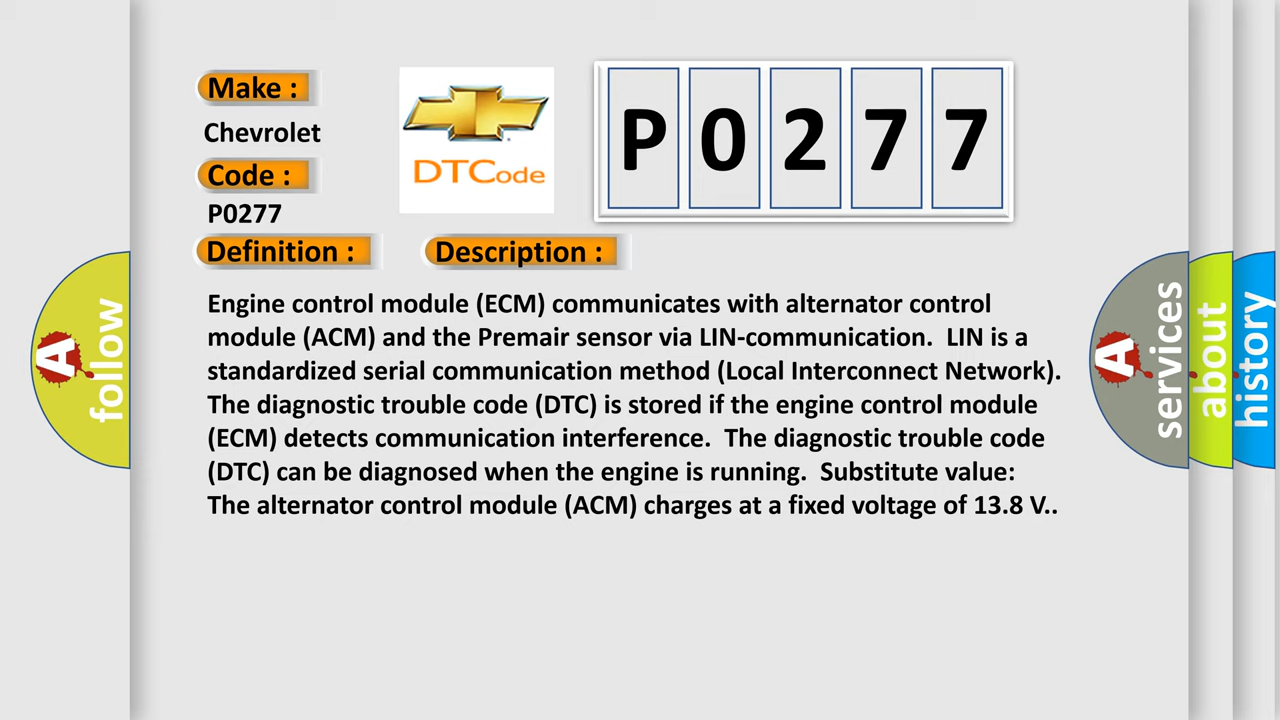 Make :
Chevrolet
Code :
P0277
DTCode
P0277
Definition :
Description :
Engine control module (ECM) communicates with alternator control
module (ACM) and the Premair sensor via LIN-communication.  LIN is a
standardized serial communication method (Local Interconnect Network).
The diagnostic trouble code (DTC) is stored if the engine control module
(ECM) detects communication interference.  The diagnostic trouble code
(DTC) can be diagnosed when the engine is running.  Substitute value:
The alternator control module (ACM) charges at a fixed voltage of 13.8 V..
A follow
A services
about
history